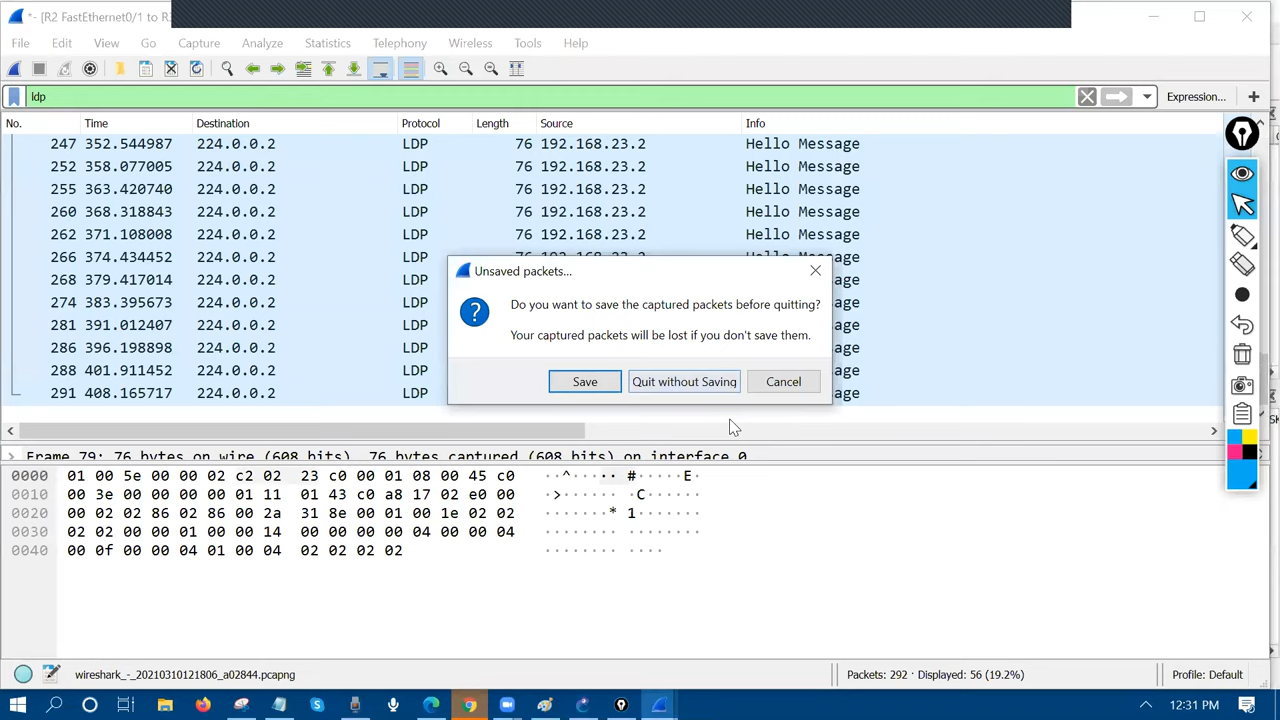 *- [R2 FastEthernet0/1 to R3
File Edit View Go Capture Analyze Statistics Telephony Wireless Tools Help
ldp Expression... +
No. Time Destination Protocol Length Source Info
247 352.544987 224.0.0.2 LDP 76 192.168.23.2 Hello Message
252 358.077005 224.0.0.2 LDP 76 192.168.23.2 Hello Message
255 363.420740 224.0.0.2 LDP 76 192.168.23.2 Hello Message
260 368.318843 224.0.0.2 LDP 76 192.168.23.2 Hello Message
262 371.108008 224.0.0.2 LDP 76 192.168.23.2 Hello Message
266 374.434452 224.0.0.2 LDP 76 192.168.23.2 Hello Message
268 379.417014 224.0.0.2 LDP
274 383.395673 224.0.0.2 LDP
281 391.012407 224.0.0.2 LDP
286 396.198898 224.0.0.2 LDP
288 401.911452 224.0.0.2 LDP
291 408.165717 224.0.0.2 LDP
Unsaved packets...
Do you want to save the captured packets before quitting?
Your captured packets will be lost if you don't save them.
Save Quit without Saving Cancel
Frame 79: 76 bytes on wire (608 bits), 76 bytes captured (608 bits) on interface 0
0000 01 00 5e 00 00 02 c2 02 23 c0 00 01 08 00 45 c0 ··^····· #·····E·
0010 00 3e 00 00 00 00 01 11 01 43 c0 a8 17 02 e0 00 ·>······ ·C······
0020 00 02 02 86 02 86 00 2a 31 8e 00 01 00 1e 02 02 ·······* 1·······
0030 02 02 00 00 01 00 00 14 00 00 00 00 04 00 00 04 ········ ········
0040 00 0f 00 00 04 01 00 04 02 02 02 02 ········ ····
wireshark_-_20210310121806_a02844.pcapng Packets: 292 · Displayed: 56 (19.2%) Profile: Default
12:31 PM